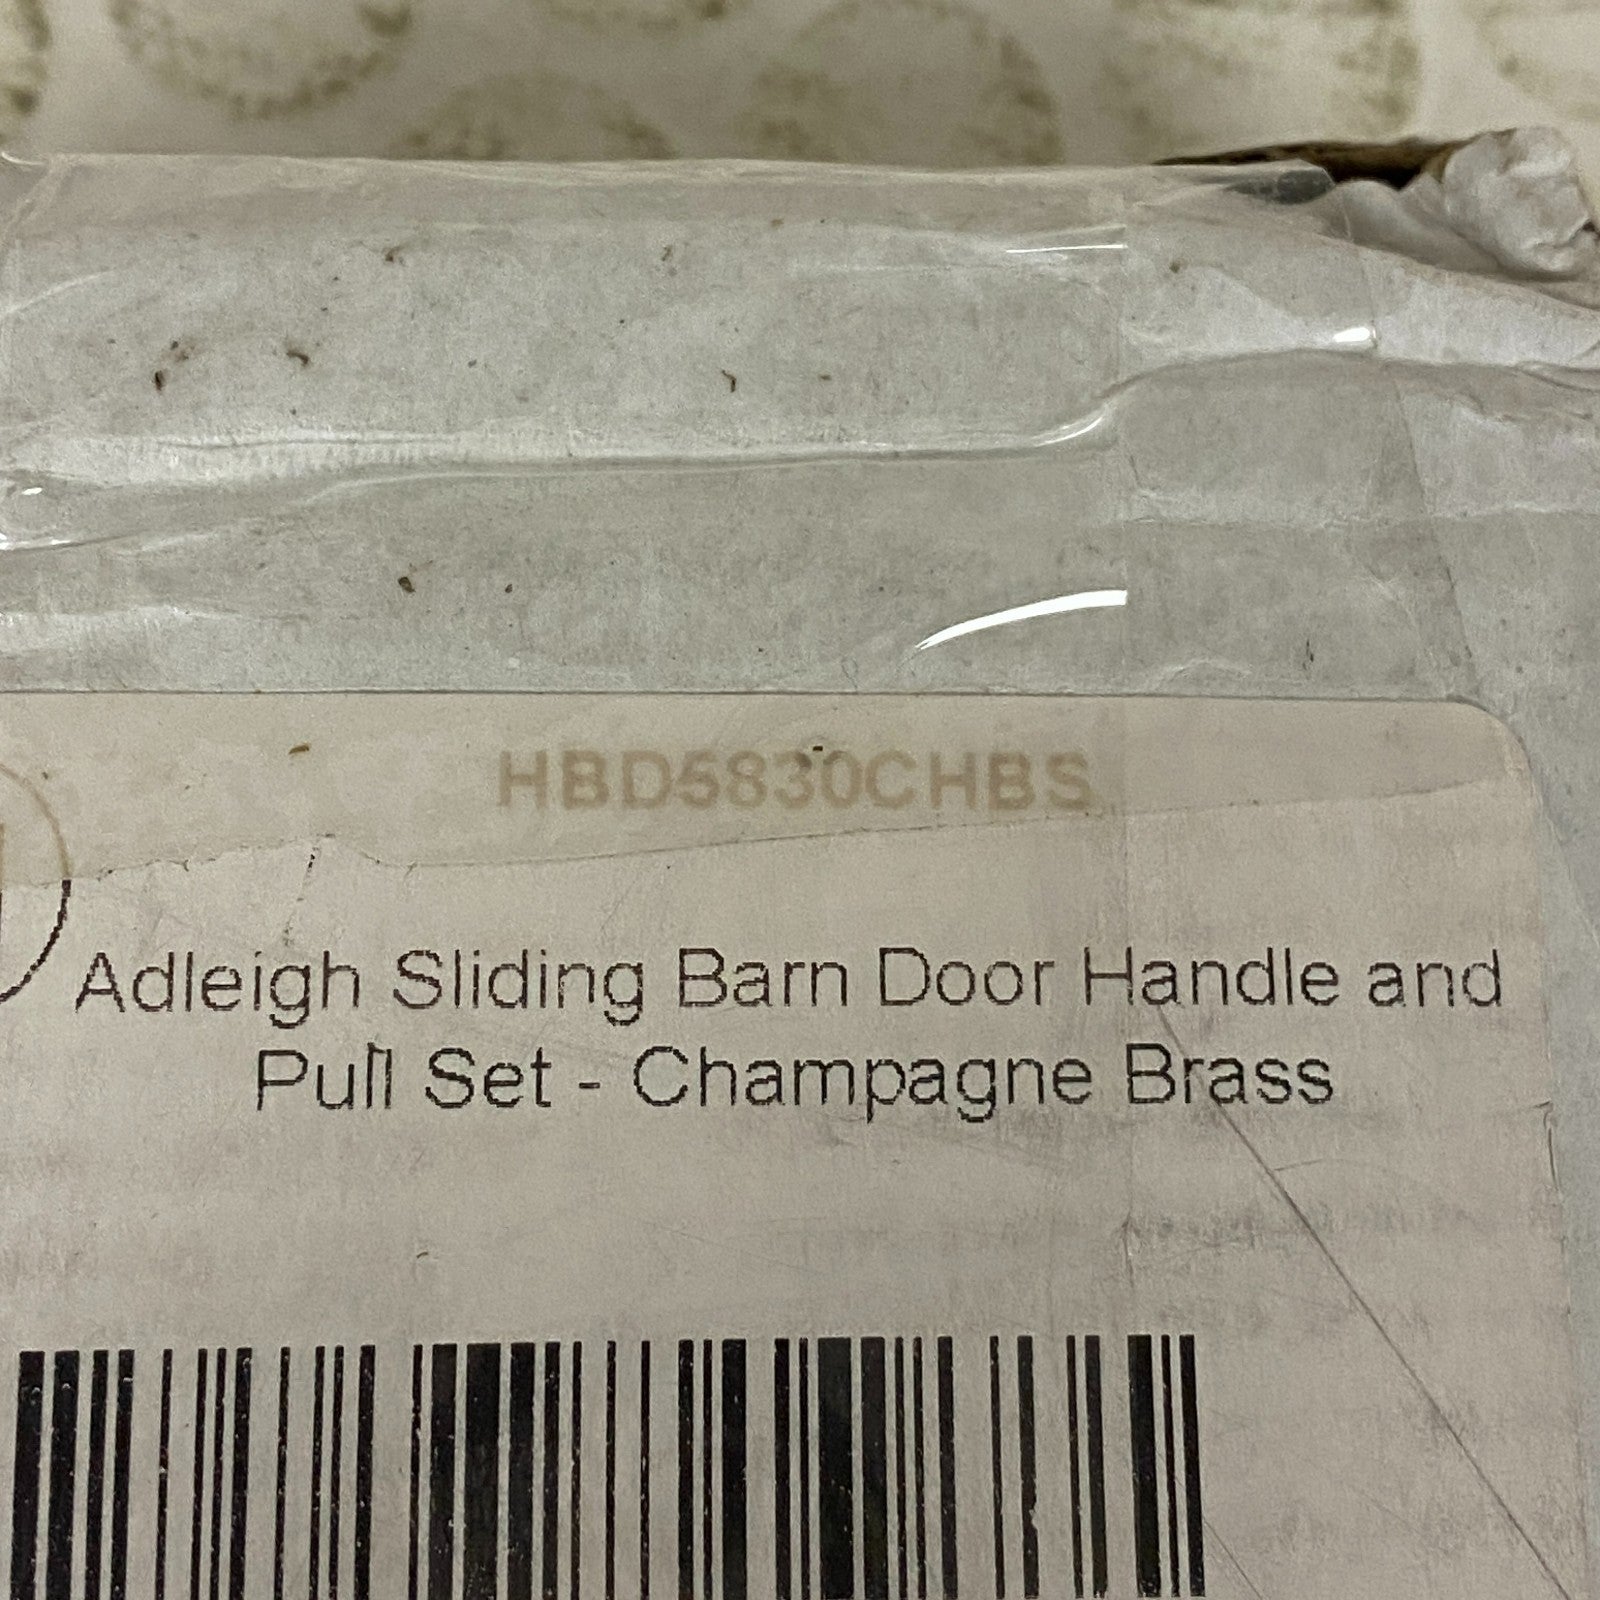 HBD5830CHBS
Adleigh Sliding Barn Door Handle and
Pull Set - Champagne Brass